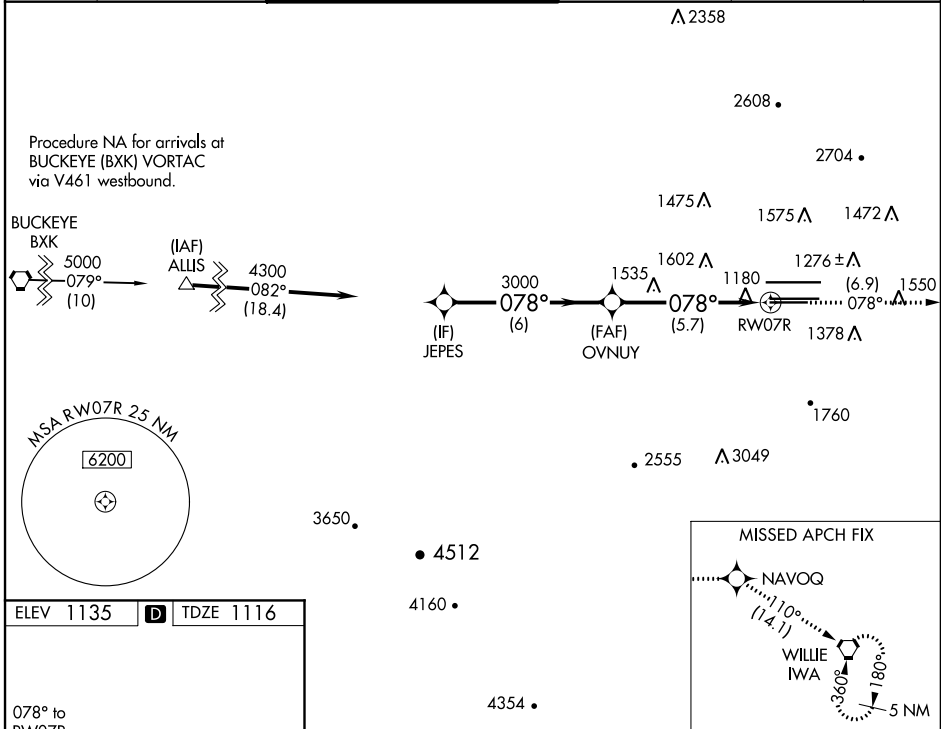 2358
2608
2704
Procedure NA for arrivals at
BUCKEYE (BXK) VORTAC
via V461 westbound.
1475
1575
1472
BUCKEYE
BXK
5000
079°
(10)
(IAF)
ALLIS
4300
082°
(18.4)
1602
1276 ±
1535
1180
(6.9)
078°
1550
3000
078°
(6)
078°
(5.7)
RW07R
1378
(IF)
JEPES
(FAF)
OVNUY
1760
MSA RW07R 25 NM
6200
2555
3049
3650
4512
4160
4354
MISSED APCH FIX
NAVOQ
110°
(14.1)
WILLIE
IWA
360°
180°
5 NM
ELEV 1135 D TDZE 1116
078° to
RW07R